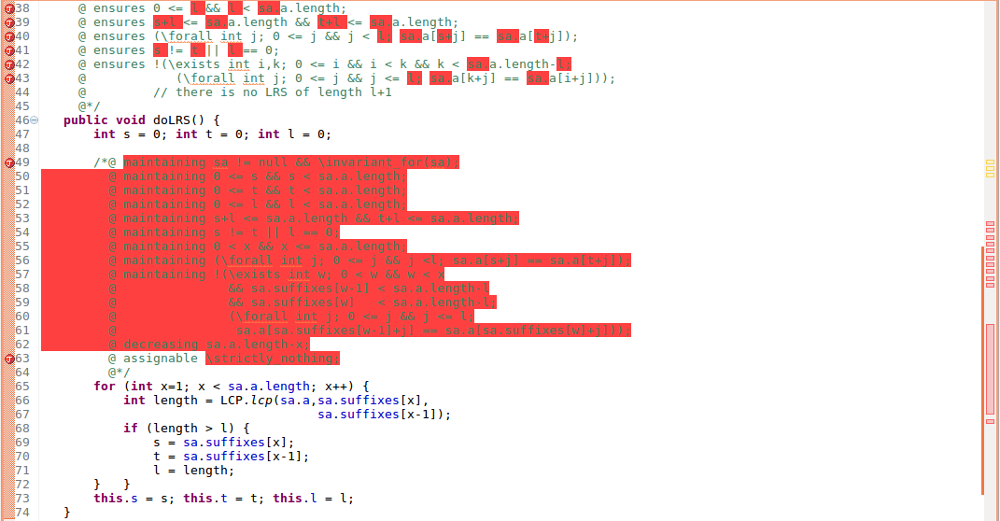 38 @ ensures 0 <= l && l < sa.a.length;
39 @ ensures s+l <= sa.a.length && t+l <= sa.a.length;
40 @ ensures (\forall int j; 0 <= j && j < l; sa.a[s+j] == sa.a[t+j]);
41 @ ensures s != t || l == 0;
42 @ ensures !(\exists int i,k; 0 <= i && i < k && k < sa.a.length-l;
43 @ (\forall int j; 0 <= j && j <= l; sa.a[k+j] == sa.a[i+j]));
44 @ // there is no LRS of length l+1
45 @*/
46 public void doLRS() {
47 int s = 0; int t = 0; int l = 0;
48
49 /*@ maintaining sa != null && \invariant_for(sa);
50 @ maintaining 0 <= s && s < sa.a.length;
51 @ maintaining 0 <= t && t < sa.a.length;
52 @ maintaining 0 <= l && l < sa.a.length;
53 @ maintaining s+l <= sa.a.length && t+l <= sa.a.length;
54 @ maintaining s != t || l == 0;
55 @ maintaining 0 < x && x <= sa.a.length;
56 @ maintaining (\forall int j; 0 <= j && j <l; sa.a[s+j] == sa.a[t+j]);
57 @ maintaining !(\exists int w; 0 < w && w < x
58 @ && sa.suffixes[w-1] < sa.a.length-l
59 @ && sa.suffixes[w] < sa.a.length-l;
60 @ (\forall int j; 0 <= j && j <= l;
61 @ sa.a[sa.suffixes[w-1]+j] == sa.a[sa.suffixes[w]+j]));
62 @ decreasing sa.a.length-x;
63 @ assignable \strictly_nothing;
64 @*/
65 for (int x=1; x < sa.a.length; x++) {
66 int length = LCP.lcp(sa.a,sa.suffixes[x],
67 sa.suffixes[x-1]);
68 if (length > l) {
69 s = sa.suffixes[x];
70 t = sa.suffixes[x-1];
71 l = length;
72 } }
73 this.s = s; this.t = t; this.l = l;
74 }